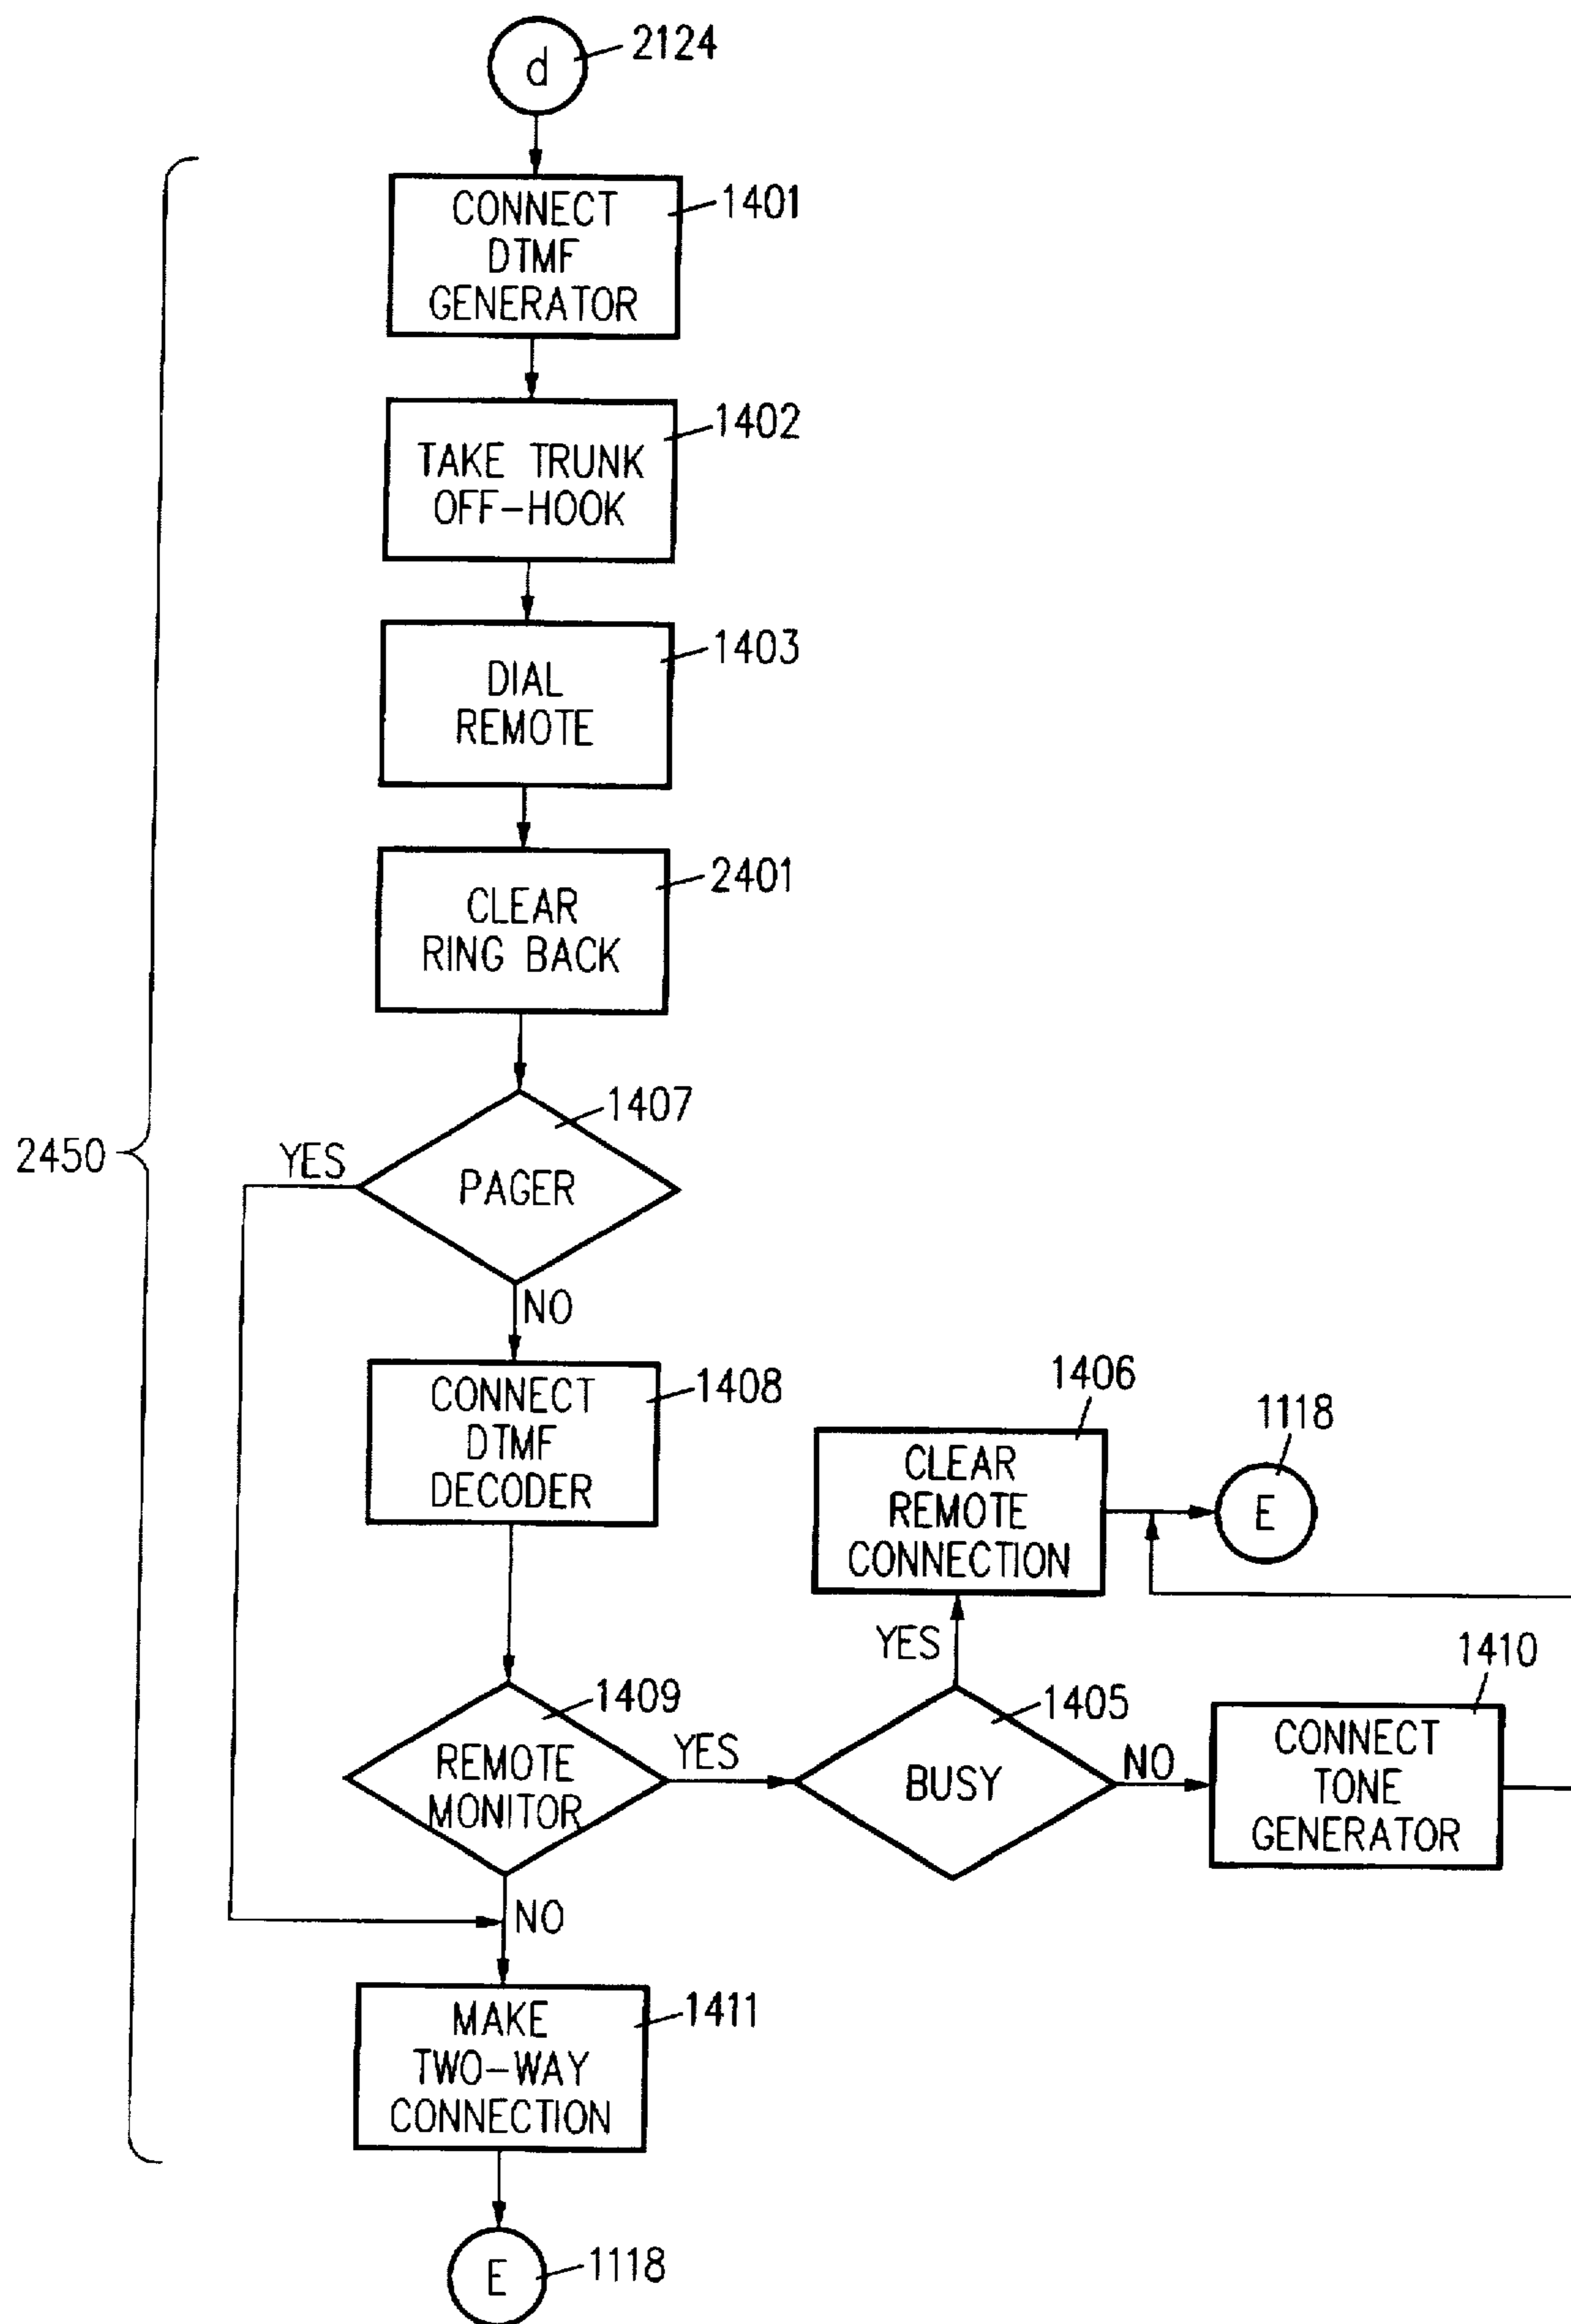 d
2124
CONNECT
DTMF
GENERATOR
1401
TAKE TRUNK
OFF-HOOK
1402
DIAL
REMOTE
1403
CLEAR
RING BACK
2401
2450
PAGER
1407
YES
NO
CONNECT
DTMF
DECODER
1408
CLEAR
REMOTE
CONNECTION
1406
E
1118
YES
REMOTE
MONITOR
1409
YES
BUSY
1405
NO
CONNECT
TONE
GENERATOR
1410
NO
MAKE
TWO-WAY
CONNECTION
1411
E
1118